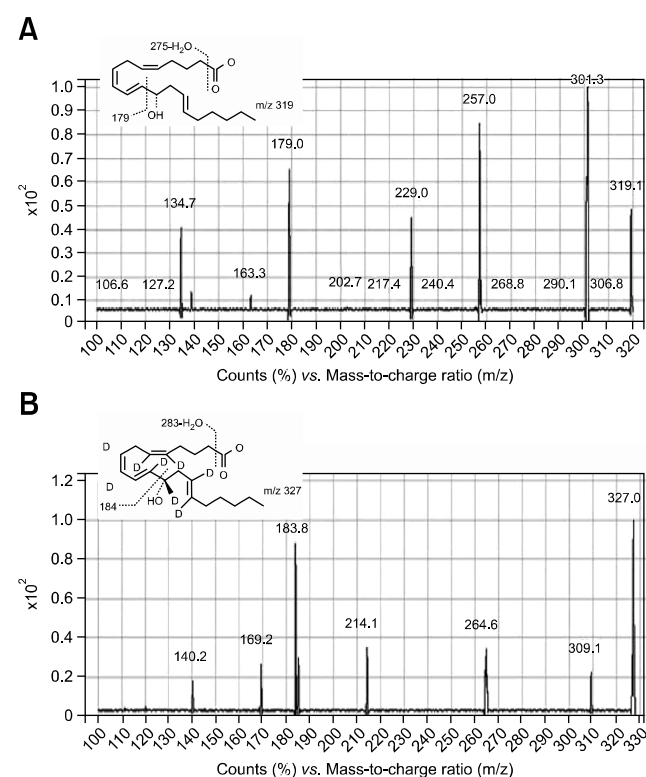 A
275-H₂O
O
O
179
OH
m/z 319
301.3
257.0
179.0
319.1
229.0
134.7
163.3
106.6 127.2 202.7 217.4 240.4 268.8 290.1 306.8
x10²
1.0
0.9
0.8
0.7
0.6
0.5
0.4
0.3
0.2
0.1
0
100 110 120 130 140 150 160 170 180 190 200 210 220 230 240 250 260 270 280 290 300 310 320
Counts (%) vs. Mass-to-charge ratio (m/z)
B
283-H₂O
D
O
D D D D
O
D
184
HO
D
D
m/z 327
327.0
183.8
214.1
264.6
169.2
309.1
140.2
x10²
1.2
1.0
0.8
0.6
0.4
0.2
0
100 110 120 130 140 150 160 170 180 190 200 210 220 230 240 250 260 270 280 290 300 310 320 330
Counts (%) vs. Mass-to-charge ratio (m/z)